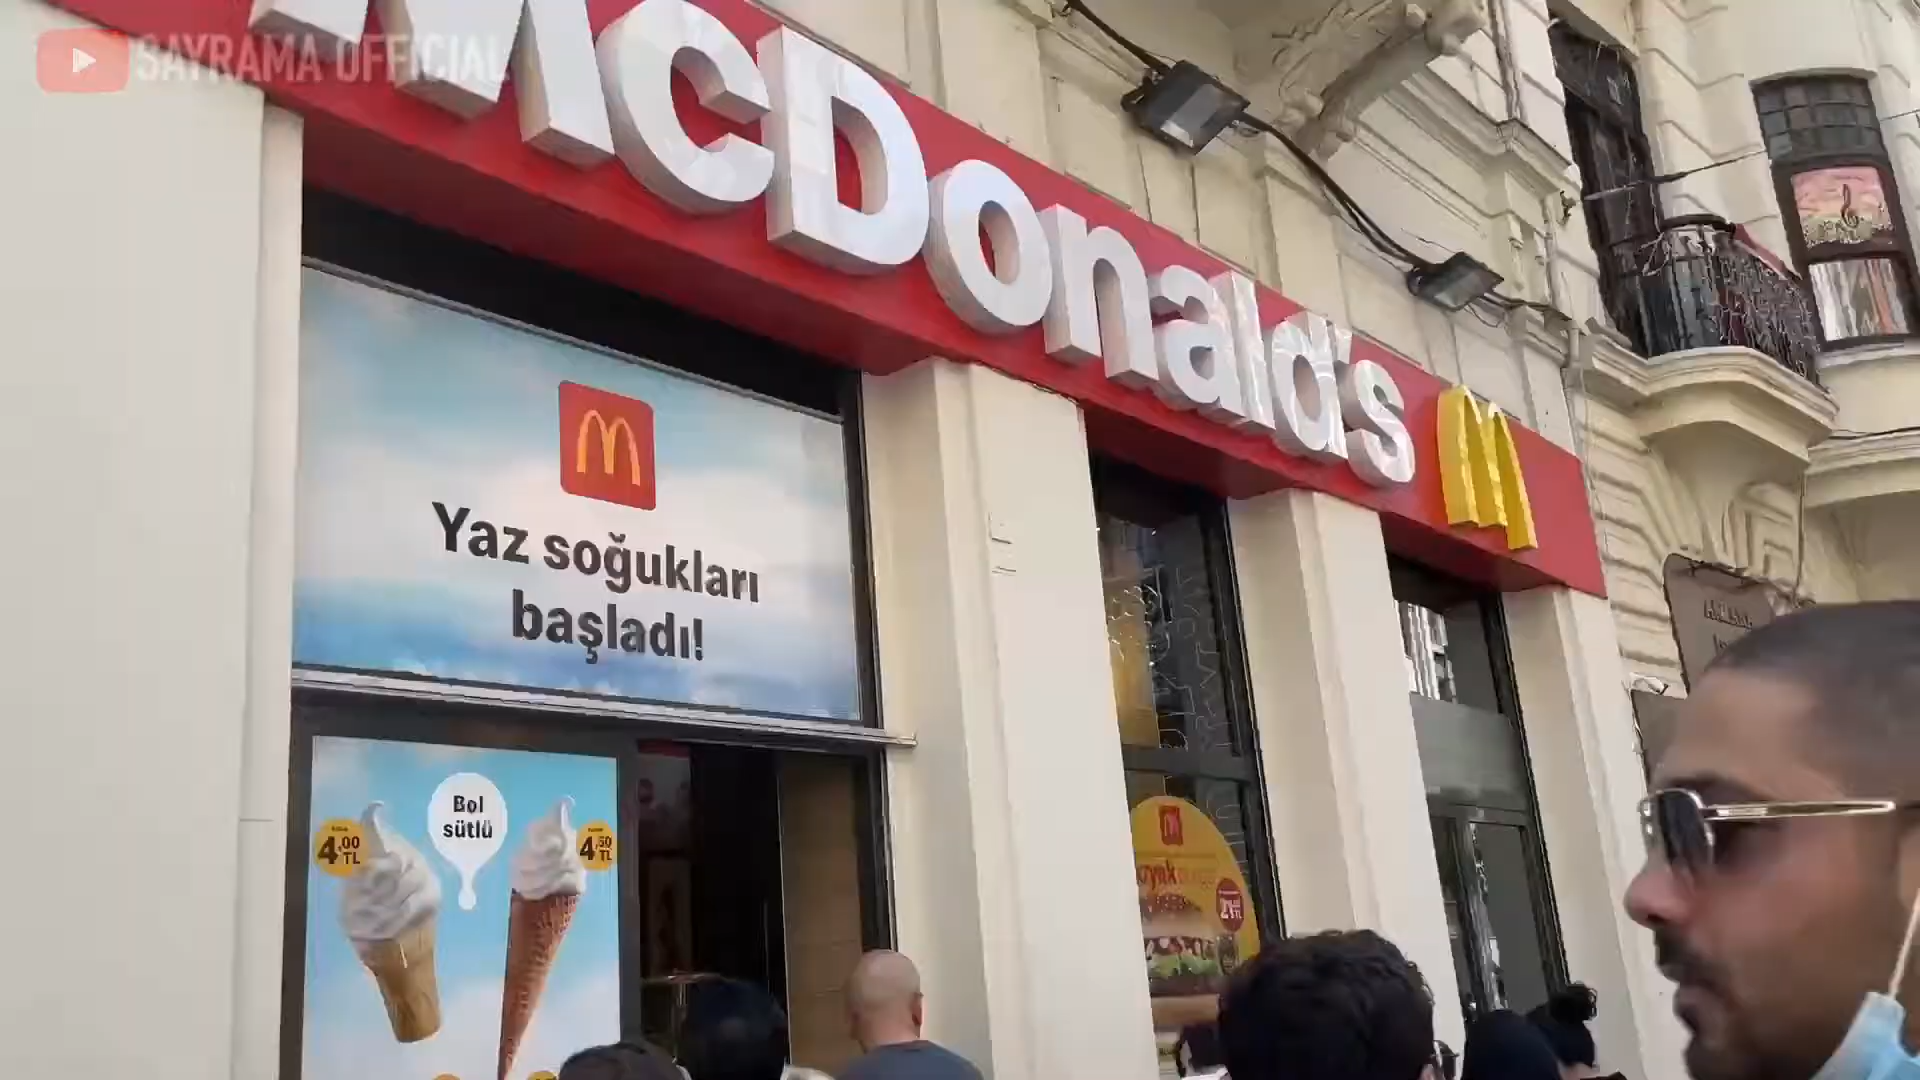 SAYRAMA OFFICIAL
McDonald's
Yaz soğukları
başladı!
Bol
sütlü
4,00
TL
4,50
TL